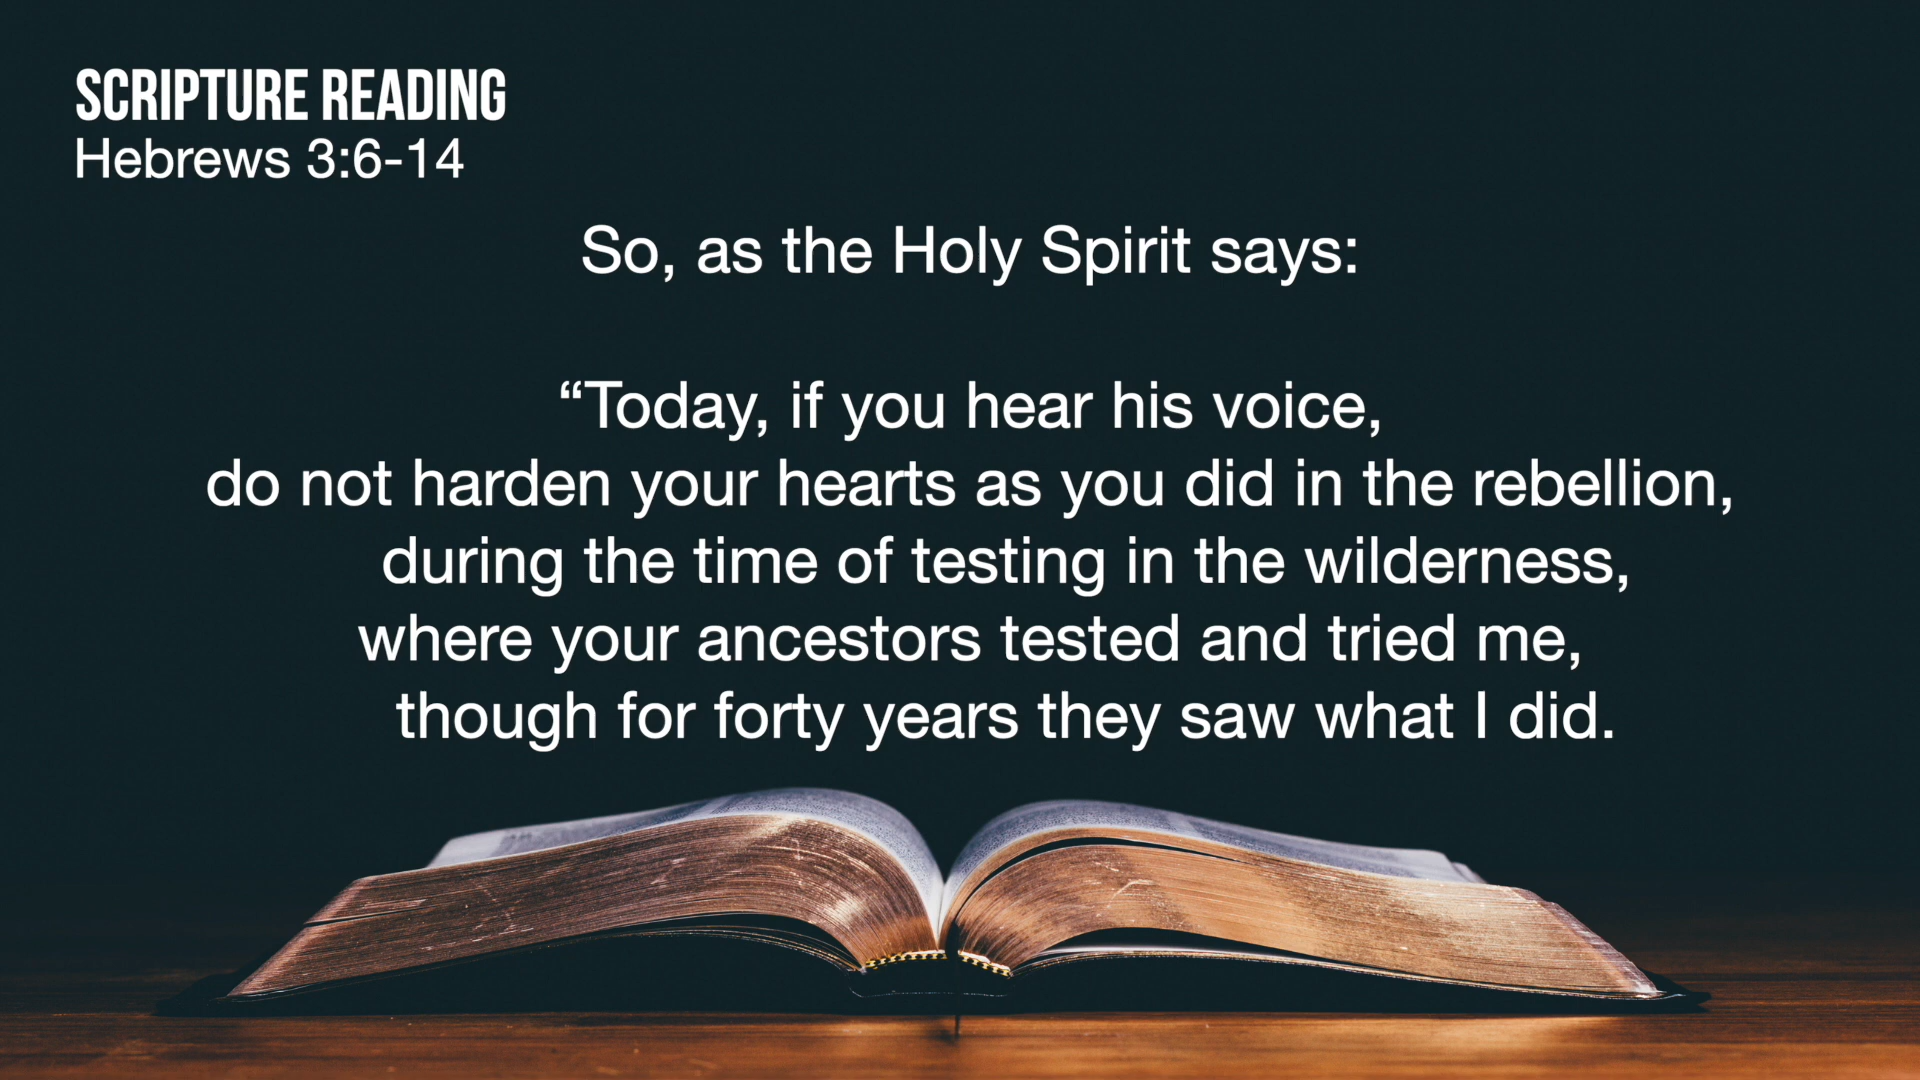 SCRIPTURE READING
Hebrews 3:6-14
So, as the Holy Spirit says:
“Today, if you hear his voice,
do not harden your hearts as you did in the rebellion,
during the time of testing in the wilderness,
where your ancestors tested and tried me,
though for forty years they saw what I did.